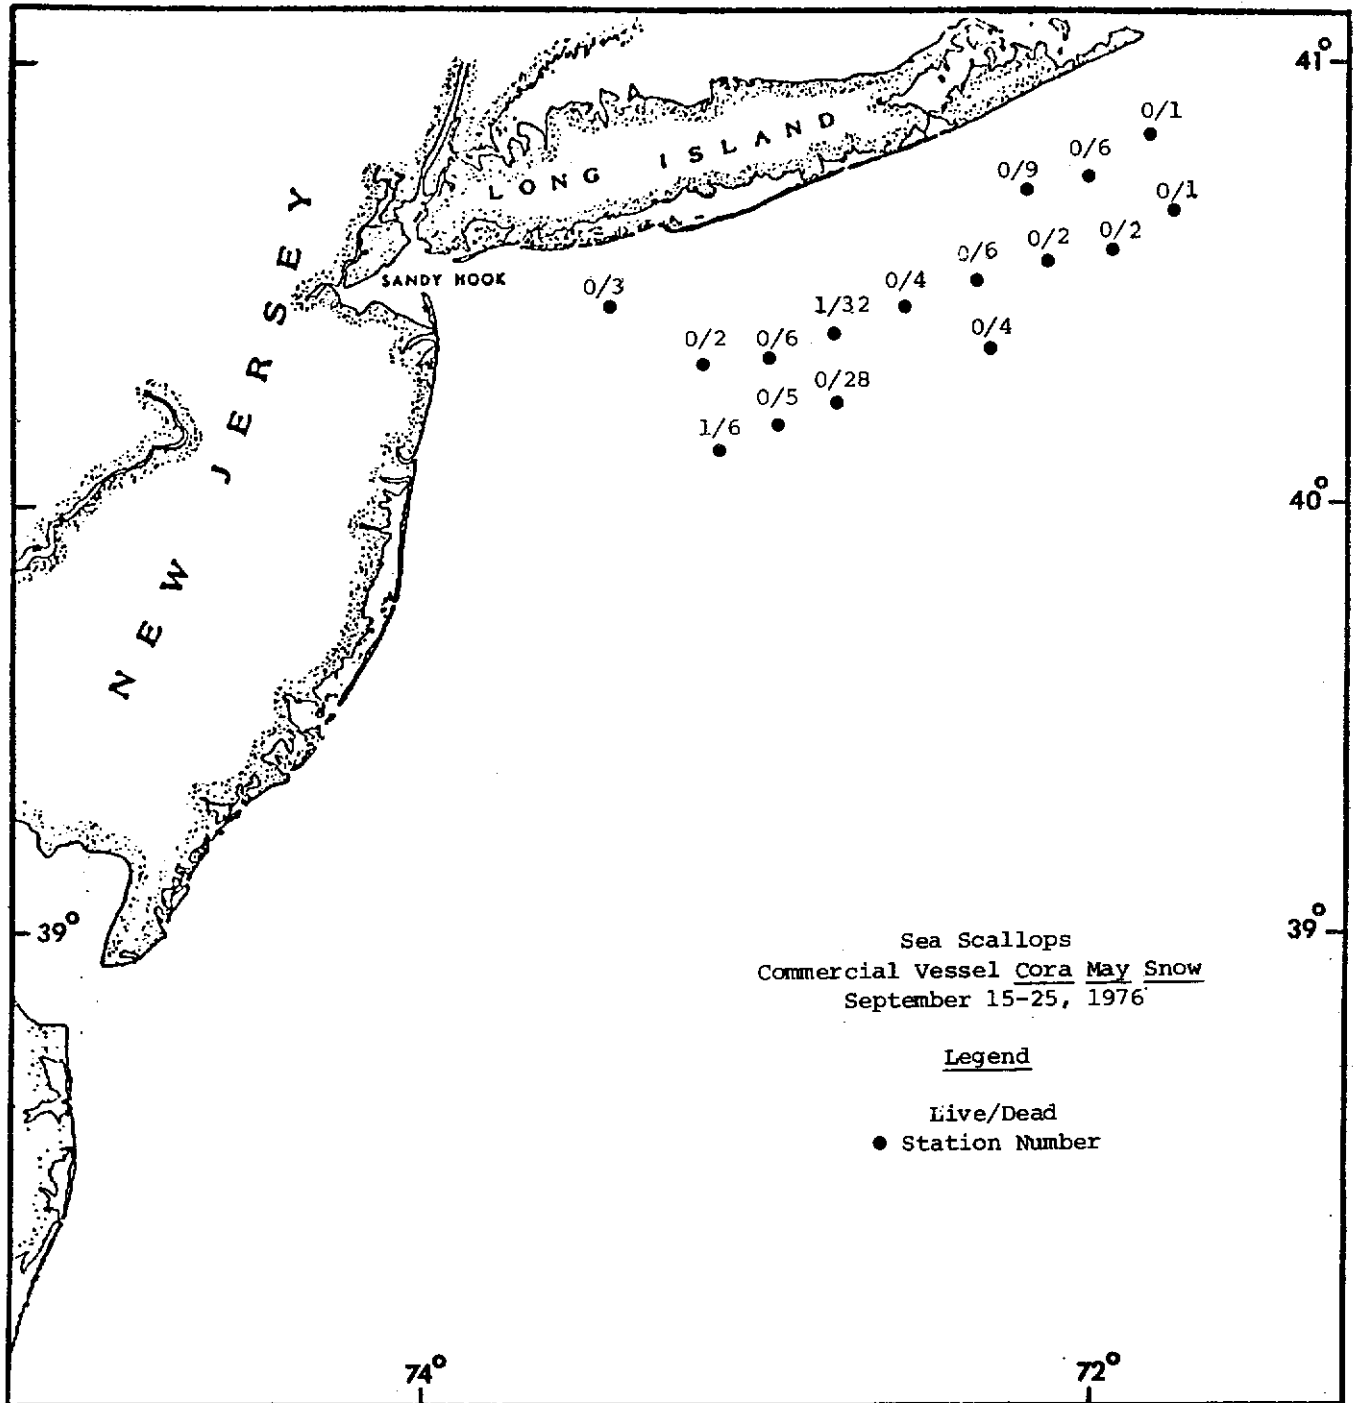 41°
41°
0/1
0/6
0/9
0/1
LONG ISLAND
0/2
0/2
0/6
SANDY HOOK
0/3
0/4
1/32
0/4
0/2
0/6
0/28
0/5
1/6
NEW JERSEY
40°
39°
39°
Sea Scallops
Commercial Vessel Cora May Snow
September 15-25, 1976
Legend
Live/Dead
● Station Number
74°
72°